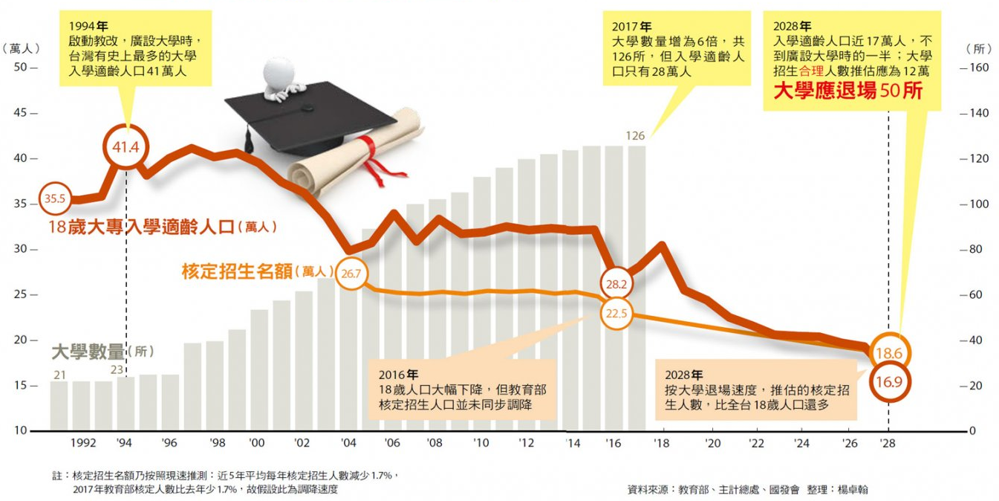 1994年
啟動教改，廣設大學時，
台灣有史上最多的大學
入學適齡人口41萬人
2017年
大學數量增為6倍，共
126所，但入學適齡人
口只有28萬人
2028年
入學適齡人口近17萬人，不
到廣設大學時的一半；大學
招生合理人數推估應為12萬
大學應退場50所
（萬人）
（所）
50
45
40
35
30
25
20
15
10
160
140
120
100
80
60
40
20
0
41.4
35.5
126
18歲大專入學適齡人口（萬人）
核定招生名額（萬人）
26.7
28.2
22.5
大學數量（所）
21
23
18.6
16.9
2016年
18歲人口大幅下降，但教育部
核定招生人口並未同步調降
2028年
按大學退場速度，推估的核定招
生人數，比全台18歲人口還多
1992 '94 '96 '98 '00 '02 '04 '06 '08 '10 '12 '14 '16 '18 '20 '22 '24 '26 '28
註：核定招生名額乃按照現速推測：近5年平均每年核定招生人數減少1.7%，
2017年教育部核定人數比去年少1.7%，故假設此為調降速度
資料來源：教育部、主計總處、國發會 整理：楊卓翰